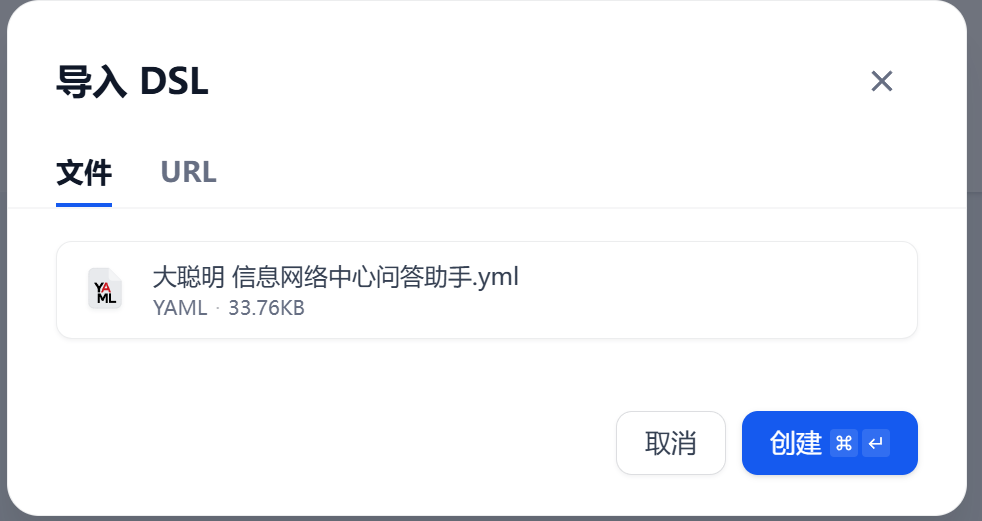 导入 DSL
文件 URL
大聪明 信息网络中心问答助手.yml
YAML
YAML · 33.76KB
取消 创建 ⌘ ↵